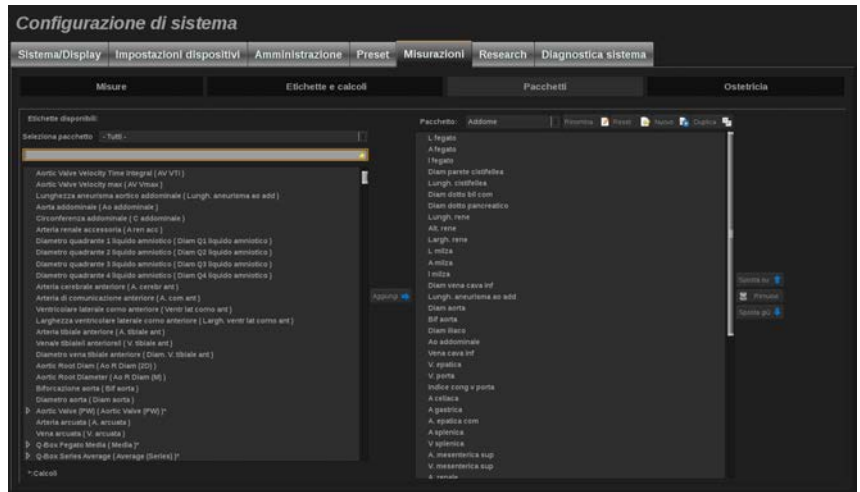 Configurazione di sistema
Sistema/Display Impostazioni dispositivi Amministrazione Preset Misurazioni Research Diagnostica sistema
Misure Etichette e calcoli Pacchetti Ostetricia
Etichette disponibili:
Seleziona pacchetto - Tutti -
Aortic Valve Velocity Time Integral ( AV VTI )
Aortic Valve Velocity max ( AV Vmax )
Lunghezza aneurisma aortico addominale ( Lungh. aneurisma ao add )
Aorta addominale ( Ao addominale )
Circonferenza addominale ( C addominale )
Arteria renale accessoria ( A ren acc )
Diametro quadrante 1 liquido amniotico ( Diam Q1 liquido amniotico )
Diametro quadrante 2 liquido amniotico ( Diam Q2 liquido amniotico )
Diametro quadrante 3 liquido amniotico ( Diam Q3 liquido amniotico )
Diametro quadrante 4 liquido amniotico ( Diam Q4 liquido amniotico )
Arteria cerebrale anteriore ( A. cerebr ant )
Arteria di comunicazione anteriore ( A. com ant )
Ventricolare laterale corno anteriore ( Ventr lat corno ant )
Larghezza ventricolare laterale corno anteriore ( Largh. ventr lat corno ant )
Arteria tibiale anteriore ( A. tibiale ant )
Venale tibialeii anterioreii ( V. tibiale ant )
Diametro vena tibiale anteriore ( Diam. V. tibiale ant )
Aortic Root Diam ( Ao R Diam (2D) )
Aortic Root Diameter ( Ao R Diam (M) )
Biforcazione aorta ( Bif aorta )
Diametro aorta ( Diam aorta )
Aortic Valve (PW) ( Aortic Valve (PW) )*
Arteria arcuata ( A. arcuata )
Vena arcuata ( V. arcuata )
Q-Box Fegato Media ( Media )*
Q-Box Series Average ( Average (Series) )*
*:Calcoli
Aggiungi
Pacchetto: Addome Rinomina Reset Nuovo Duplica
L fegato
A fegato
I fegato
Diam parete cistifellea
Lungh. cistifellea
Diam dotto bil com
Diam dotto pancreatico
Lungh. rene
Alt. rene
Largh. rene
L milza
A milza
I milza
Diam vena cava inf
Lungh. aneurisma ao add
Diam aorta
Bif aorta
Diam iliaco
Ao addominale
Vena cava inf
V. epatica
V. porta
Indice cong v porta
A celiaca
A gastrica
A. epatica com
A splenica
V splenica
A. mesenterica sup
V. mesenterica sup
A. renale
Sposta su
Rimuovi
Sposta giù